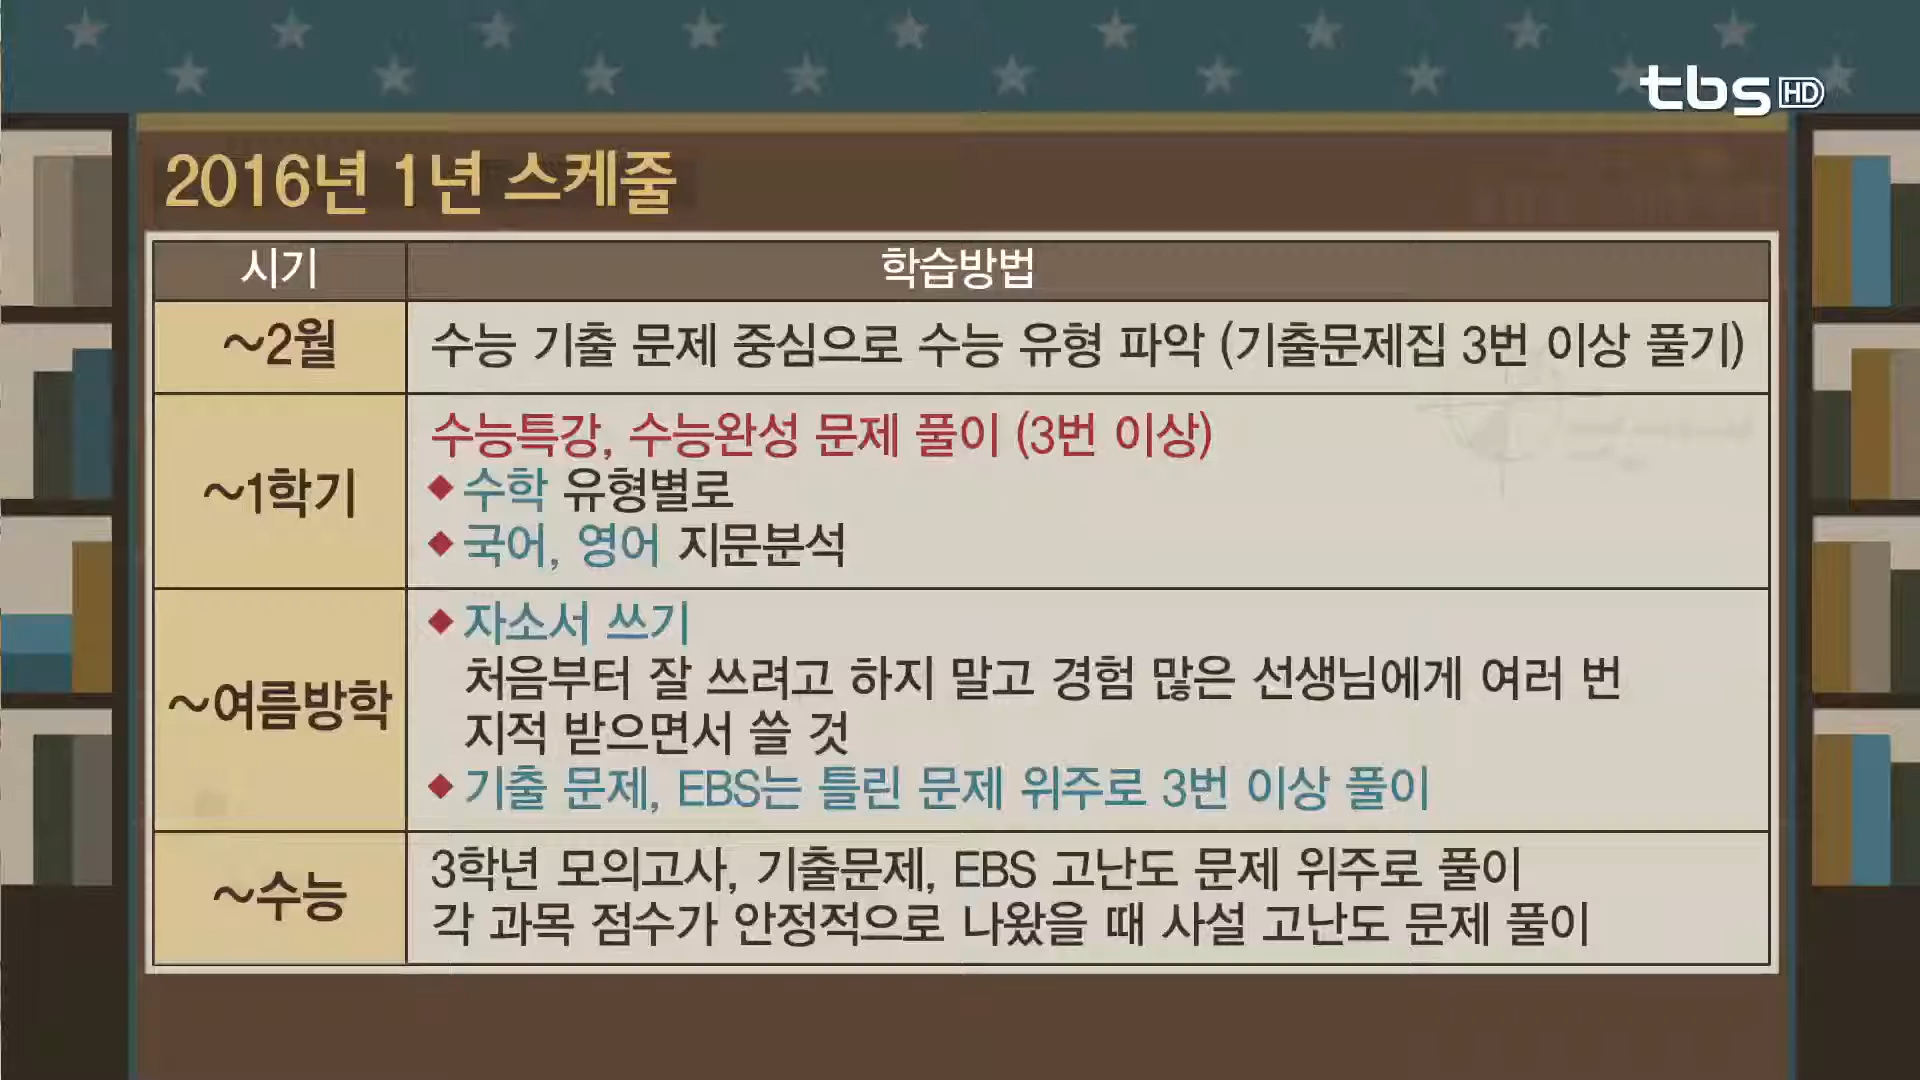 tbs HD
2016년 1년 스케줄
시기 학습방법
~2월 수능 기출 문제 중심으로 수능 유형 파악 (기출문제집 3번 이상 풀기)
~1학기
수능특강, 수능완성 문제 풀이 (3번 이상)
◆ 수학 유형별로
◆ 국어, 영어 지문분석
~여름방학
◆ 자소서 쓰기
처음부터 잘 쓰려고 하지 말고 경험 많은 선생님에게 여러 번
지적 받으면서 쓸 것
◆ 기출 문제, EBS는 틀린 문제 위주로 3번 이상 풀이
~수능
3학년 모의고사, 기출문제, EBS 고난도 문제 위주로 풀이
각 과목 점수가 안정적으로 나왔을 때 사설 고난도 문제 풀이